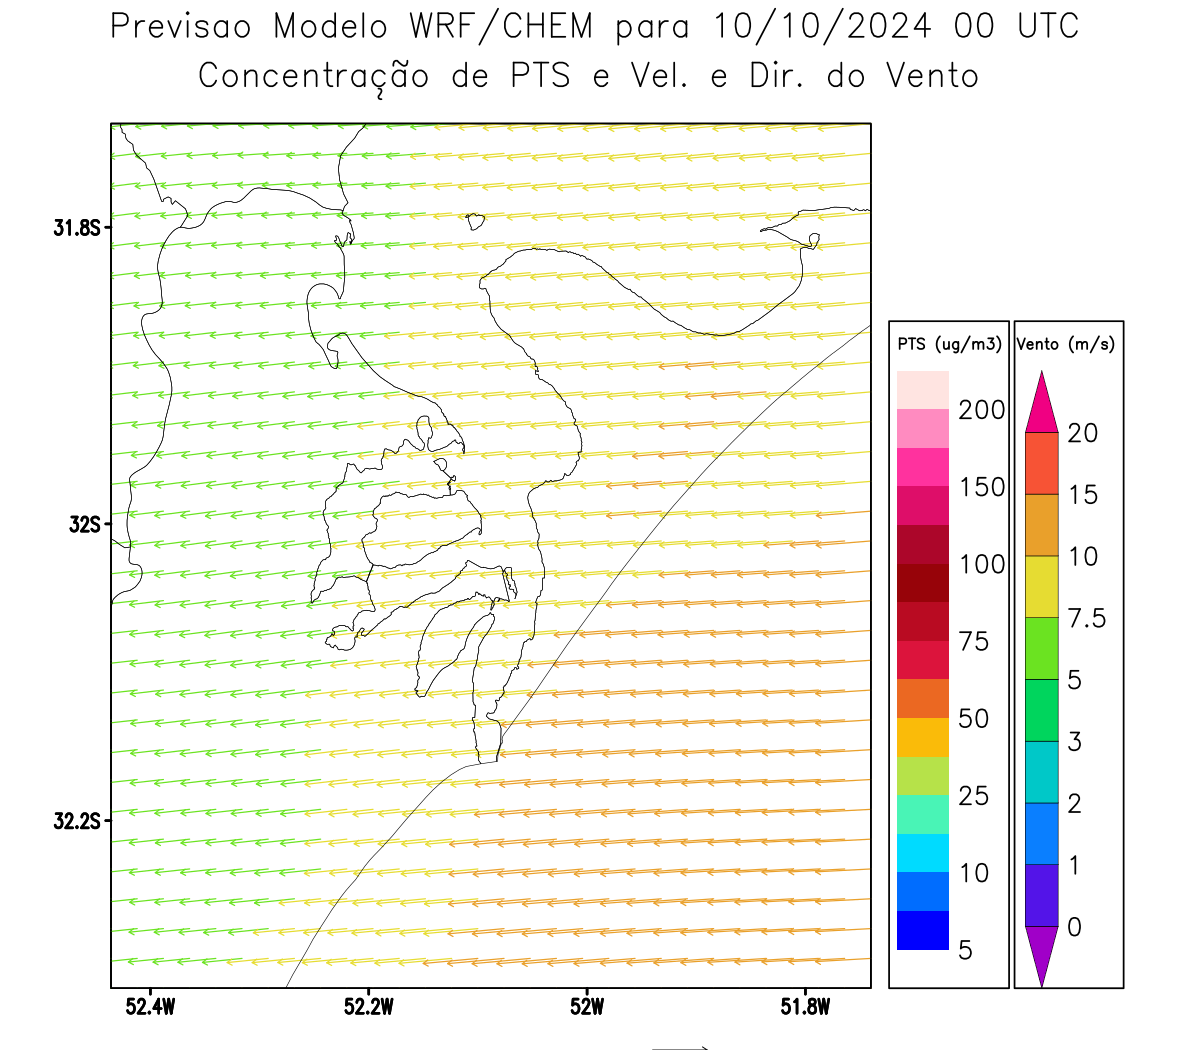 Previsao Modelo WRF/CHEM para 10/10/2024 00 UTC
Concentração de PTS e Vel. e Dir. do Vento
31.8S
32S
32.2S
52.4W
52.2W
52W
51.8W
PTS (ug/m3)
200
150
100
75
50
25
10
5
Vento (m/s)
20
15
10
7.5
5
3
2
1
0